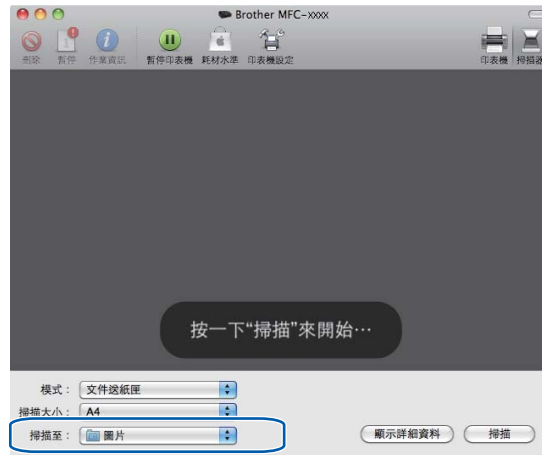 Brother MFC-xxxx
刪除 暫停 作業資訊 暫停印表機 耗材水準 印表機設定 印表機 掃描器
按一下“掃描”來開始…
模式： 文件送紙匣
掃描大小： A4
掃描至： 圖片 顯示詳細資料 掃描